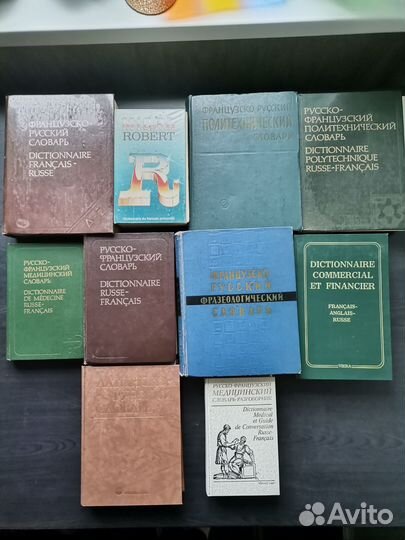 ФРАНЦУЗСКО-
РУССКИЙ
СЛОВАРЬ
DICTIONNAIRE
FRANÇAIS-
RUSSE
ROBERT
R
ФРАНЦУЗСКО-РУССКИЙ
ПОЛИТЕХНИЧЕСКИЙ
СЛОВАРЬ
РУССКО-
ФРАНЦУЗСКИЙ
ПОЛИТЕХНИЧЕСКИЙ
СЛОВАРЬ
DICTIONNAIRE
POLYTECHNIQUE
RUSSE-FRANÇAIS
РУССКО-
ФРАНЦУЗСКИЙ
МЕДИЦИНСКИЙ
СЛОВАРЬ
DICTIONNAIRE
DE MÉDECINE
RUSSE-
FRANÇAIS
РУССКО-
ФРАНЦУЗСКИЙ
СЛОВАРЬ
DICTIONNAIRE
RUSSE-
FRANÇAIS
ФРАНЦУЗСКО
РУССКИЙ
ФРАЗЕОЛОГИЧЕСКИЙ
СЛОВАРЬ
DICTIONNAIRE
COMMERCIAL
ET FINANCIER
FRANÇAIS-
ANGLAIS-
RUSSE
РУССКО-ФРАНЦУЗСКИЙ
МЕДИЦИНСКИЙ
СЛОВАРЬ-РАЗГОВОРНИК
Dictionnaire
Médical
et Guide
de Conversation
Russe-
Français
Avito